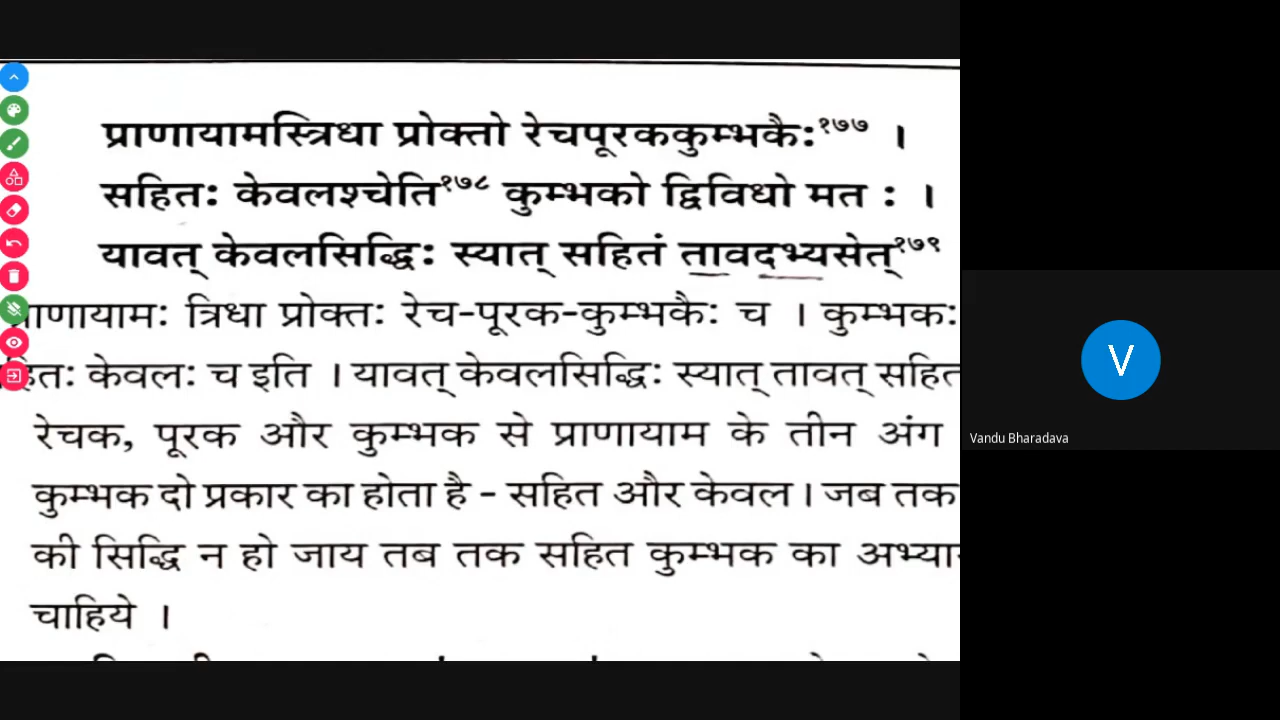 प्राणायामस्त्रिधा प्रोक्तो रेचपूरककुम्भकैः१७७ ।
सहितः केवलश्चेति१७८ कुम्भको द्विविधो मत : ।
यावत् केवलसिद्धिः स्यात् सहितं तावदभ्यसेत्१७९
त्रिधा प्रोक्तः रेच-पूरक-कुम्भकैः च । कुम्भकः
केवलः च इति । यावत् केवलसिद्धिः स्यात् तावत्
रेचक, पूरक और कुम्भक से प्राणायाम के तीन अंग
कुम्भक दो प्रकार का होता है - सहित और केवल । जब तक
की सिद्धि न हो जाय तब तक सहित कुम्भक का
चाहिये ।
V
Vandu Bharadava